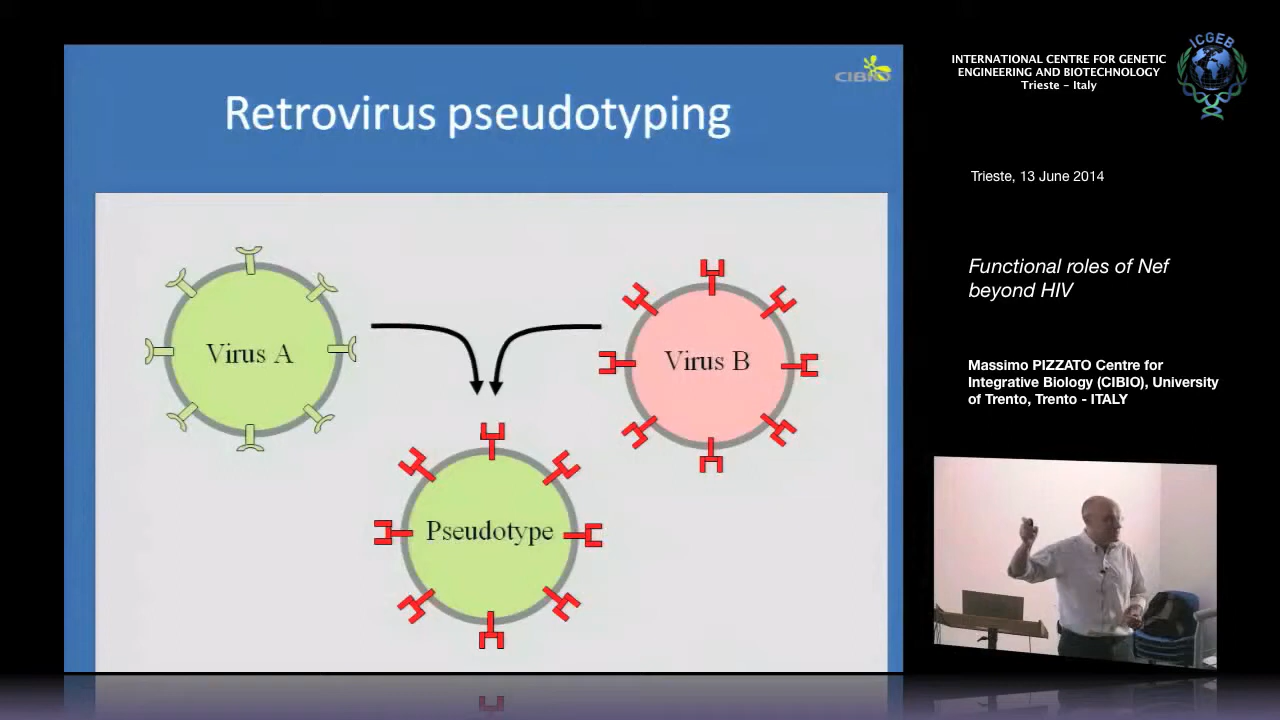 CIBIO
Retrovirus pseudotyping
Virus A
Virus B
Pseudotype
ICGEB
INTERNATIONAL CENTRE FOR GENETIC
ENGINEERING AND BIOTECHNOLOGY
Trieste - Italy
Trieste, 13 June 2014
Functional roles of Nef
beyond HIV
Massimo PIZZATO Centre for
Integrative Biology (CIBIO), University
of Trento, Trento - ITALY